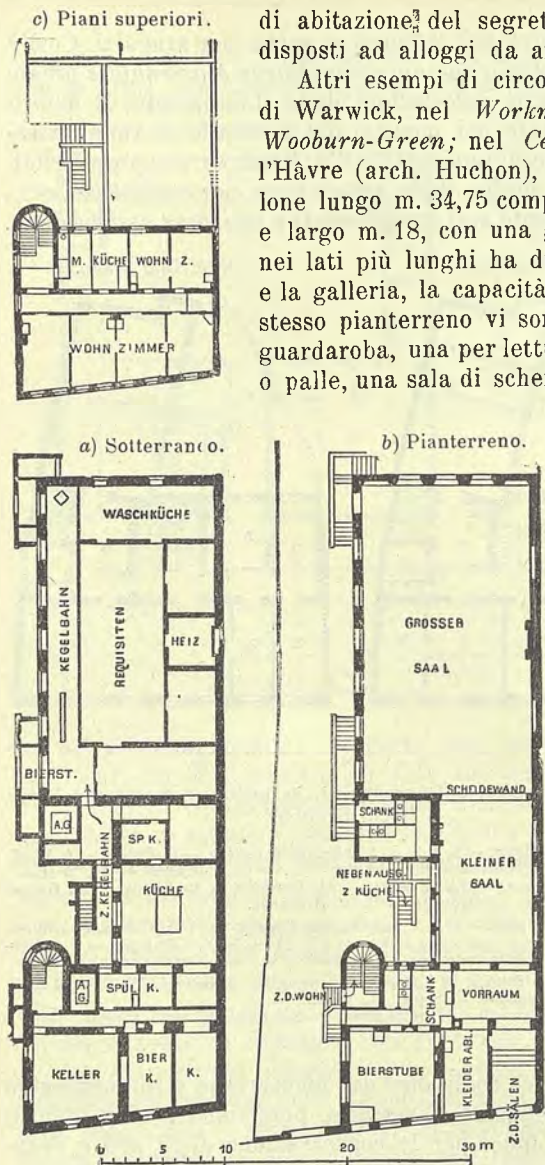 c) Piani superiori.
di abitazione del segret
disposti ad alloggi da a
Altri esempi di circo
di Warwick, nel Workn
Wooburn-Green; nel Ce
l'Hâvre (arch. Huchon),
lone lungo m. 34,75 comp
e largo m. 18, con una g
nei lati più lunghi ha d
e la galleria, la capacità
stesso pianterreno vi son
guardaroba, una per lettu
o palle, una sala di scher
M. KÜCHE WOHN Z.
WOHN ZIMMER
a) Sotterraneo.
WASCHKÜCHE
KEGELBAHN
REQUISITEN
HEIZ
BIERST.
A.G
SP K.
Z. KEGELBAHN
KÜCHE
A.G
SPÜL K.
KELLER
BIER K.
K.
b) Pianterreno.
GROSSER
SAAL
SCHEIDEWAND
SCHANK
KLEINER
SAAL
NEBENAUSG.
Z KÜCHE
Z.D.WOHN
SCHANK
VORRAUM
BIERSTUBE
KLEIDERABL.
Z.D.SÄLEN
0 5 10 20 30 m